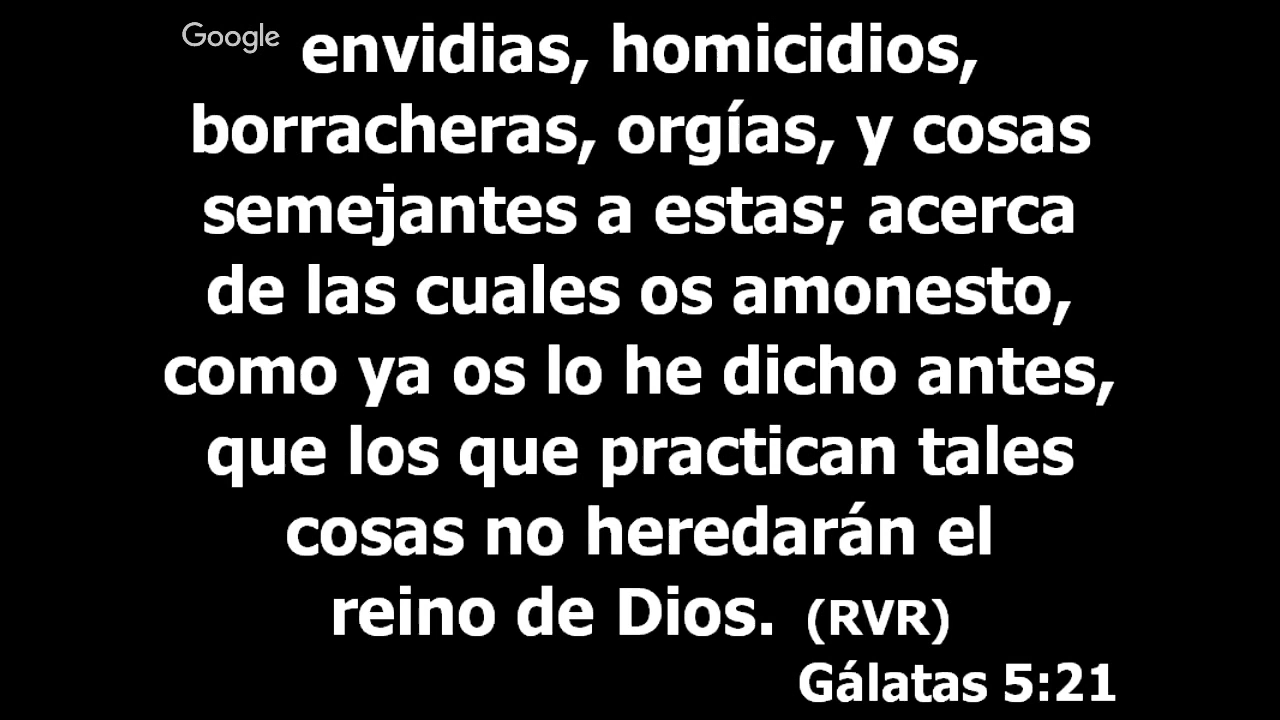 Google
envidias, homicidios,
borracheras, orgías, y cosas
semejantes a estas; acerca
de las cuales os amonesto,
como ya os lo he dicho antes,
que los que practican tales
cosas no heredarán el
reino de Dios. (RVR)
Gálatas 5:21